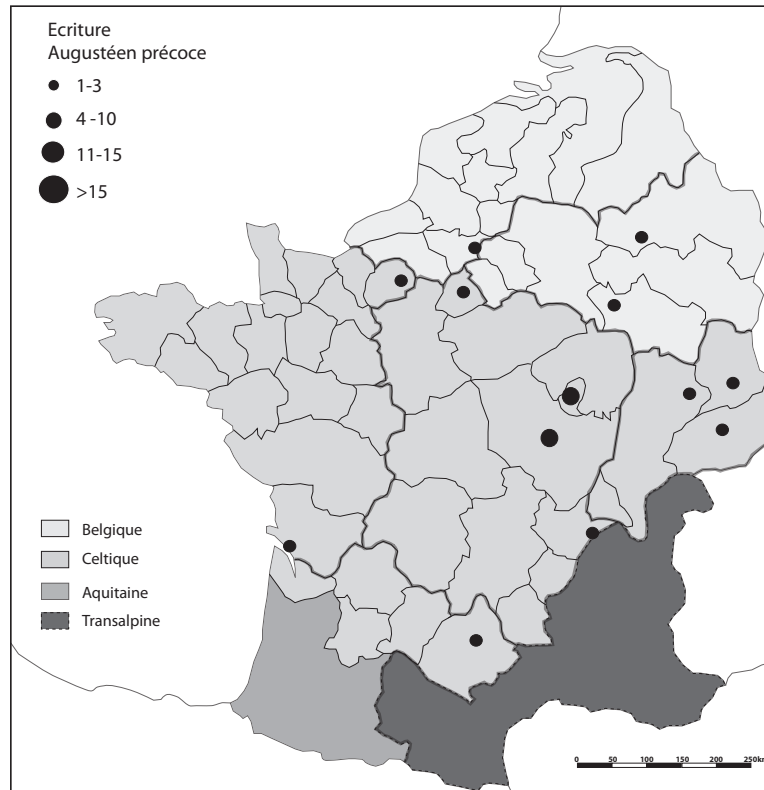 Ecriture
Augustéen précoce
1-3
4 -10
11-15
>15
Belgique
Celtique
Aquitaine
Transalpine
0 50 100 150 200 250km